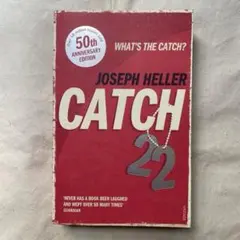 50th
ANNIVERSARY
EDITION
WHAT'S THE CATCH?
JOSEPH HELLER
CATCH
22
'NEVER HAS A BOOK BEEN LAUGHED
AND WEPT OVER SO MANY TIMES'
GUARDIAN